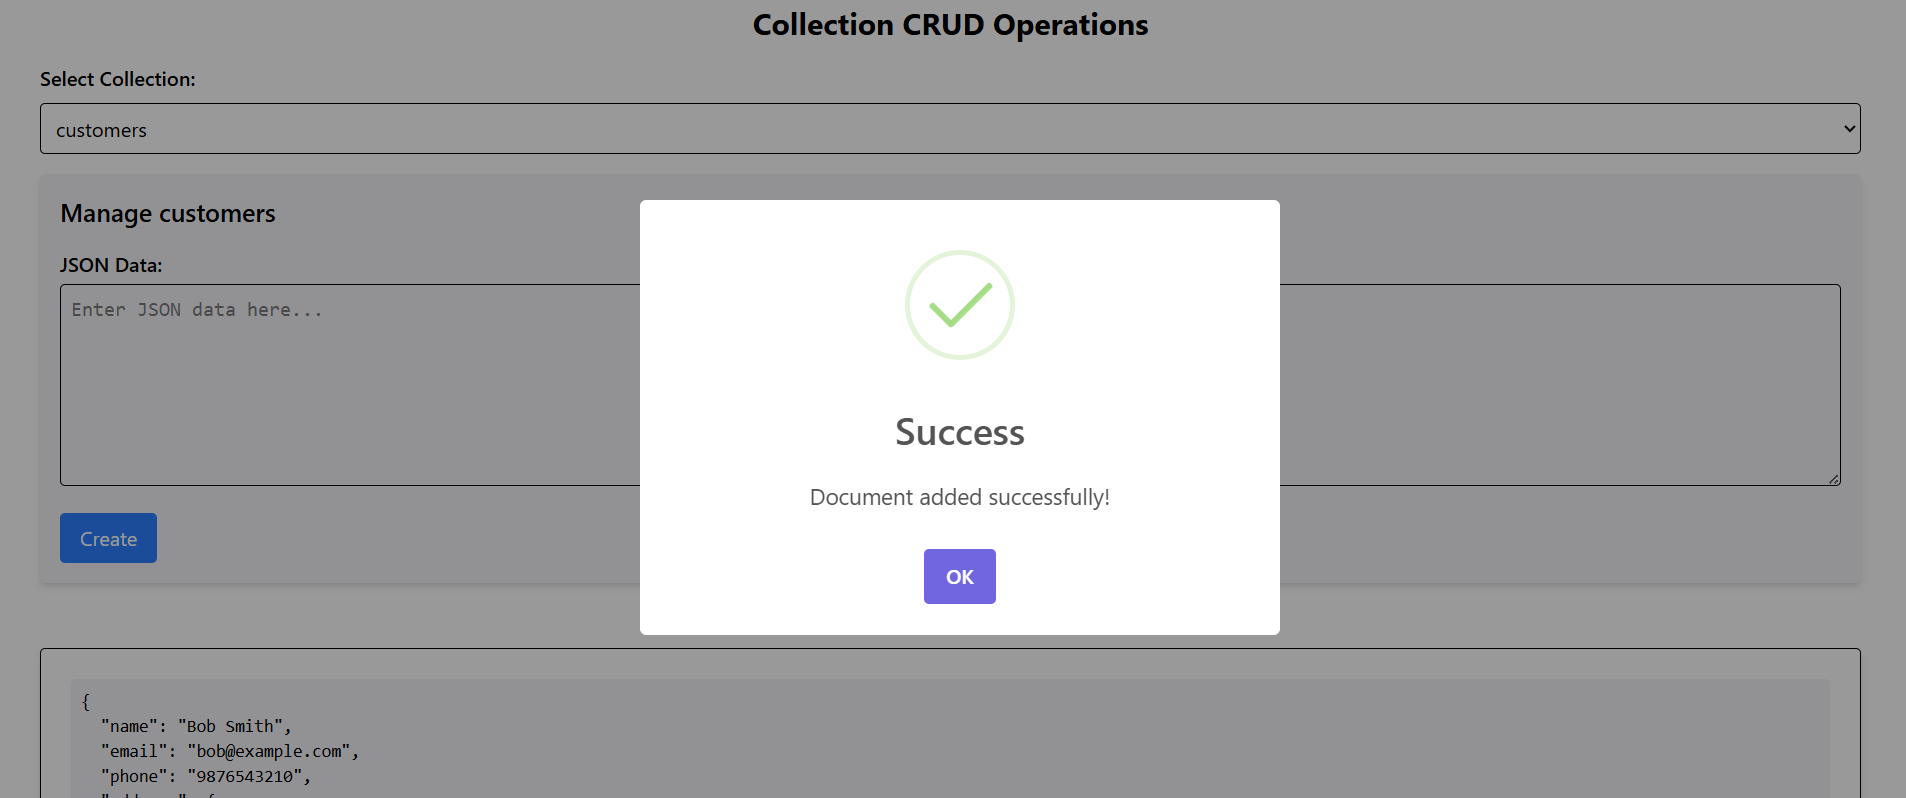 Collection CRUD Operations
Select Collection:
customers
Manage customers
JSON Data:
Enter JSON data here...
Success
Document added successfully!
OK
Create
{
"name": "Bob Smith",
"email": "bob@example.com",
"phone": "9876543210",